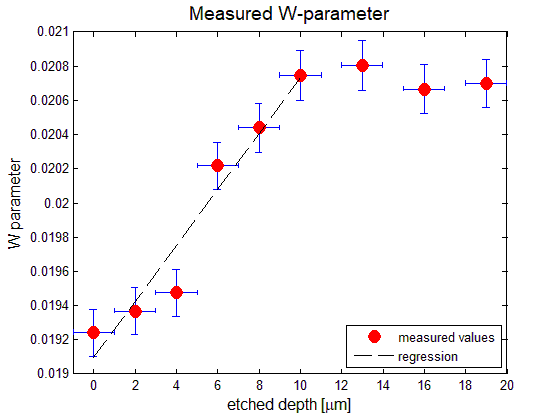 Measured W-parameter
0.021
0.0208
0.0206
0.0204
0.0202
0.02
0.0198
0.0196
0.0194
0.0192
0.019
W parameter
measured values
regression
0 2 4 6 8 10 12 14 16 18 20
etched depth [μm]